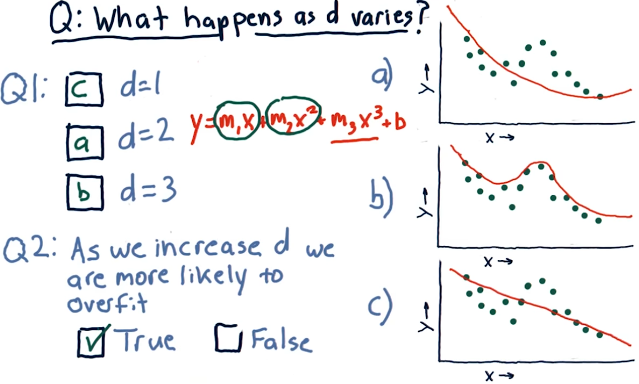 Q: What happens as d varies?
Q1: c d=1
a d=2
b d=3
y=m₁x+m₂x²+m₃x³+b
Q2: As we increase d we
are more likely to
overfit
✓ True False
a)
y→
x→
b)
y→
x→
c)
y→
x→